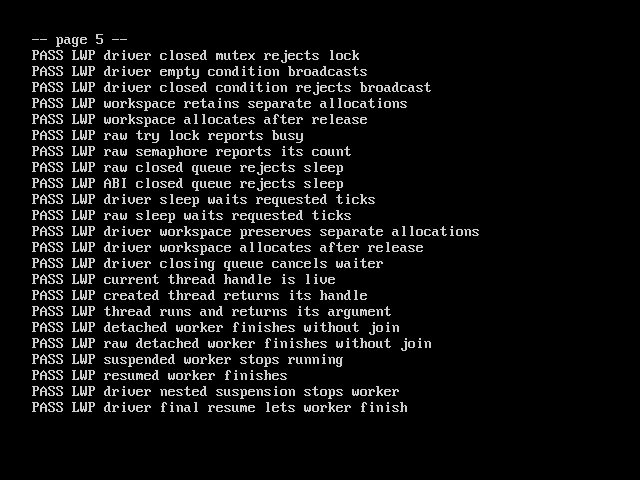 -- page 5 --
PASS LWP driver closed mutex rejects lock
PASS LWP driver empty condition broadcasts
PASS LWP driver closed condition rejects broadcast
PASS LWP workspace retains separate allocations
PASS LWP workspace allocates after release
PASS LWP raw try lock reports busy
PASS LWP raw semaphore reports its count
PASS LWP raw closed queue rejects sleep
PASS LWP ABI closed queue rejects sleep
PASS LWP driver sleep waits requested ticks
PASS LWP raw sleep waits requested ticks
PASS LWP driver workspace preserves separate allocations
PASS LWP driver workspace allocates after release
PASS LWP driver closing queue cancels waiter
PASS LWP current thread handle is live
PASS LWP created thread returns its handle
PASS LWP thread runs and returns its argument
PASS LWP detached worker finishes without join
PASS LWP raw detached worker finishes without join
PASS LWP suspended worker stops running
PASS LWP resumed worker finishes
PASS LWP driver nested suspension stops worker
PASS LWP driver final resume lets worker finish